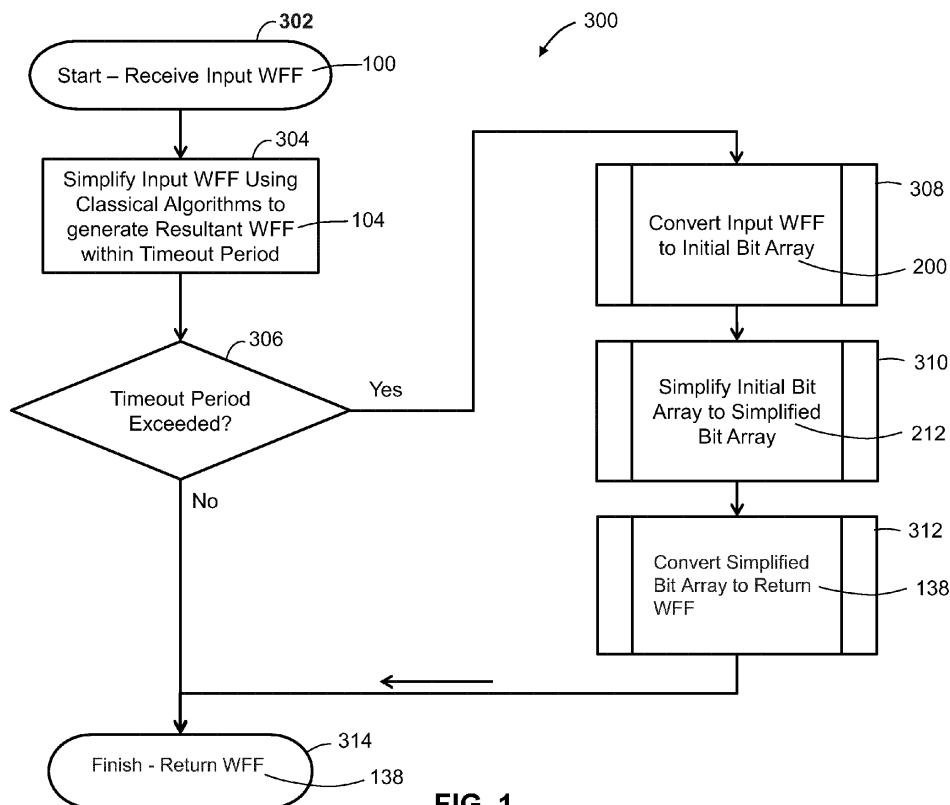 302
300
Start – Receive Input WFF
100
304
Simplify Input WFF Using
Classical Algorithms to
generate Resultant WFF
within Timeout Period
104
306
Timeout Period
Exceeded?
Yes
No
308
Convert Input WFF
to Initial Bit Array
200
310
Simplify Initial Bit
Array to Simplified
Bit Array
212
312
Convert Simplified
Bit Array to Return
WFF
138
314
Finish - Return WFF
138
FIG. 1